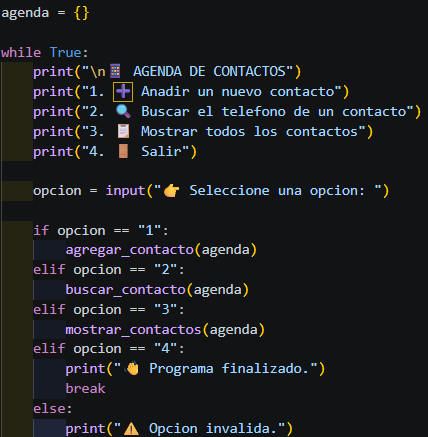 agenda = {}
while True:
print("\n📱 AGENDA DE CONTACTOS")
print("1. ➕ Anadir un nuevo contacto")
print("2. 🔍 Buscar el telefono de un contacto")
print("3. 📋 Mostrar todos los contactos")
print("4. 🚪 Salir")
opcion = input("👉 Seleccione una opcion: ")
if opcion == "1":
agregar_contacto(agenda)
elif opcion == "2":
buscar_contacto(agenda)
elif opcion == "3":
mostrar_contactos(agenda)
elif opcion == "4":
print("👋 Programa finalizado.")
break
else:
print("⚠️ Opcion invalida.")